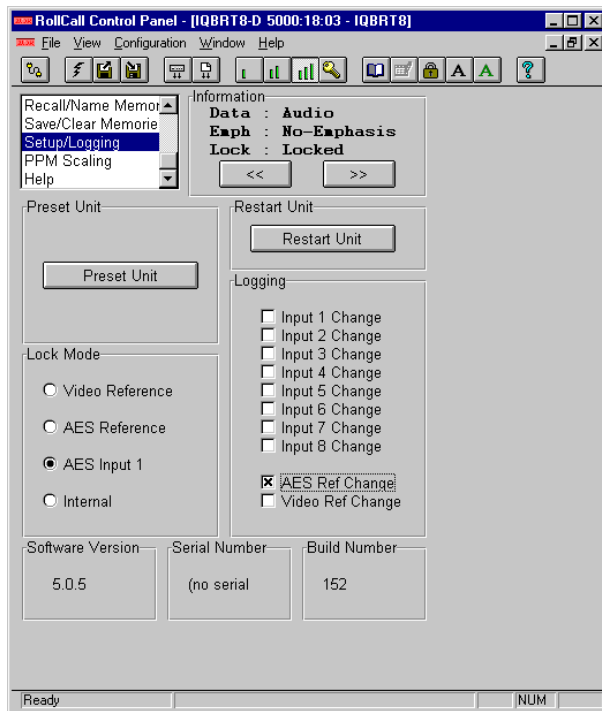 RollCall Control Panel - [IQBRT8-D 5000:18:03 - IQBRT8]
File View Configuration Window Help
A A ?
Recall/Name Memor
Save/Clear Memorie
Setup/Logging
PPM Scaling
Help
Information
Data : Audio
Emph : No-Emphasis
Lock : Locked
<< >>
Preset Unit
Preset Unit
Restart Unit
Restart Unit
Logging
Input 1 Change
Input 2 Change
Input 3 Change
Input 4 Change
Input 5 Change
Input 6 Change
Input 7 Change
Input 8 Change
AES Ref Change
Video Ref Change
Lock Mode
Video Reference
AES Reference
AES Input 1
Internal
Software Version
5.0.5
Serial Number
(no serial
Build Number
152
Ready
NUM